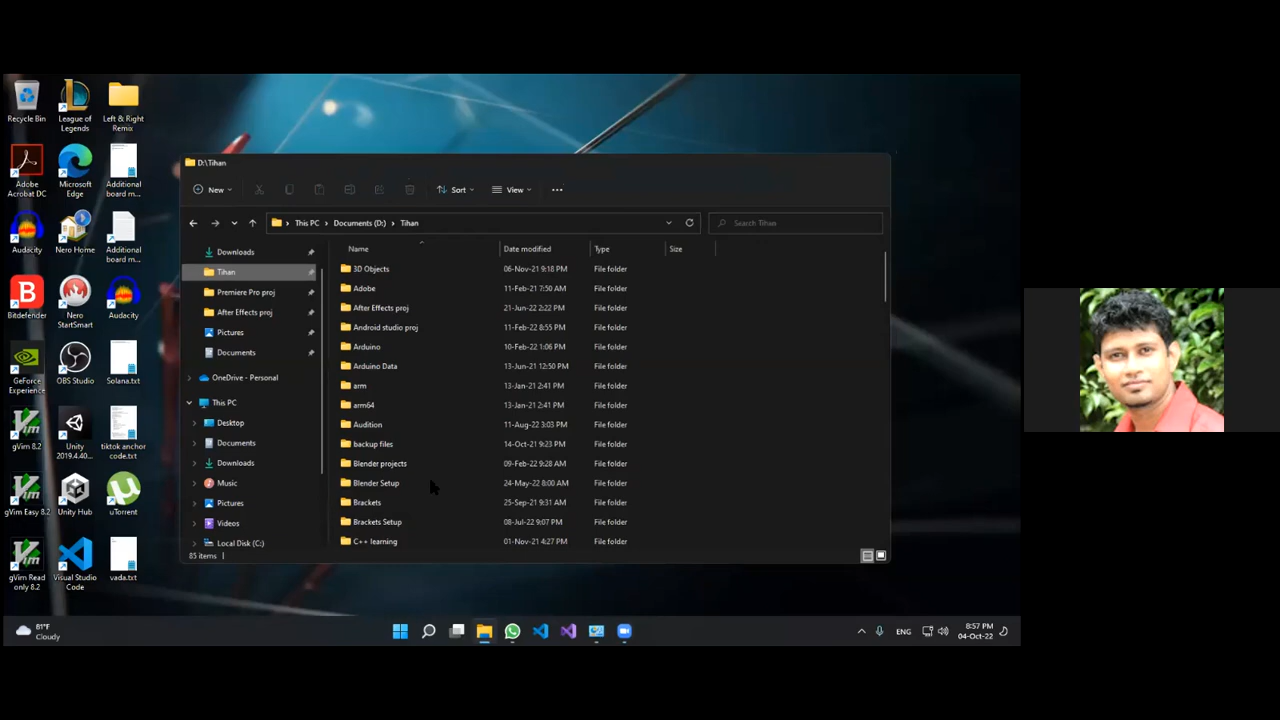 Recycle Bin
League of
Legends
Left & Right
Remix
Adobe
Acrobat DC
Microsoft
Edge
Additional
board m...
Audacity
Nero Home
Additional
board m...
Bitdefender
Nero
StartSmart
Audacity
GeForce
Experience
OBS Studio
Solana.txt
gVim 8.2
Unity
2019.4.40...
tiktok anchor
code.txt
gVim Easy 8.2
Unity Hub
uTorrent
gVim Read
only 8.2
Visual Studio
Code
vada.txt
D:\Tihan
New
Sort
View
This PC > Documents (D:) > Tihan
Search Tihan
Downloads
Tihan
Premiere Pro proj
After Effects proj
Pictures
Documents
OneDrive - Personal
This PC
Desktop
Documents
Downloads
Music
Pictures
Videos
Local Disk (C:)
Name Date modified Type Size
3D Objects 06-Nov-21 9:18 PM File folder
Adobe 11-Feb-21 7:50 AM File folder
After Effects proj 21-Jun-22 2:22 PM File folder
Android studio proj 11-Feb-22 8:55 PM File folder
Arduino 10-Feb-22 1:06 PM File folder
Arduino Data 13-Jun-21 12:50 PM File folder
arm 13-Jan-21 2:41 PM File folder
arm64 13-Jan-21 2:41 PM File folder
Audition 11-Aug-22 3:03 PM File folder
backup files 14-Oct-21 9:23 PM File folder
Blender projects 09-Feb-22 9:28 AM File folder
Blender Setup 24-May-22 8:00 AM File folder
Brackets 25-Sep-21 9:31 AM File folder
Brackets Setup 08-Jul-22 9:07 PM File folder
C++ learning 01-Nov-21 4:27 PM File folder
85 items
81°F
Cloudy
ENG
8:57 PM
04-Oct-22